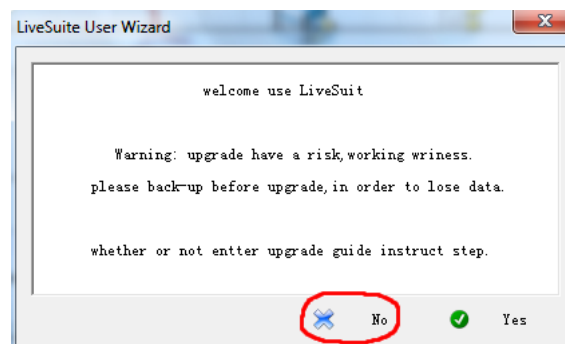 LiveSuite User Wizard
welcome use LiveSuit
Warning: upgrade have a risk,working wriness.
please back-up before upgrade,in order to lose data.
whether or not entter upgrade guide instruct step.
No Yes